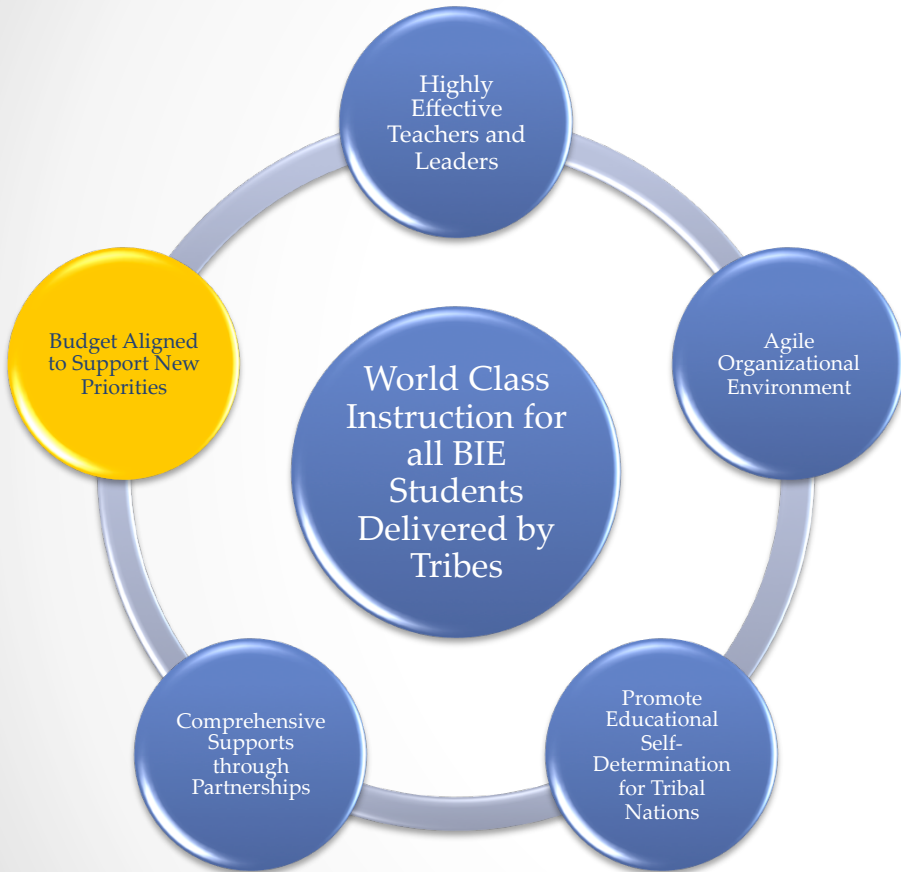 Highly
Effective
Teachers and
Leaders
Budget Aligned
to Support New
Priorities
Agile
Organizational
Environment
World Class
Instruction for
all BIE
Students
Delivered by
Tribes
Comprehensive
Supports
through
Partnerships
Promote
Educational
Self-
Determination
for Tribal
Nations